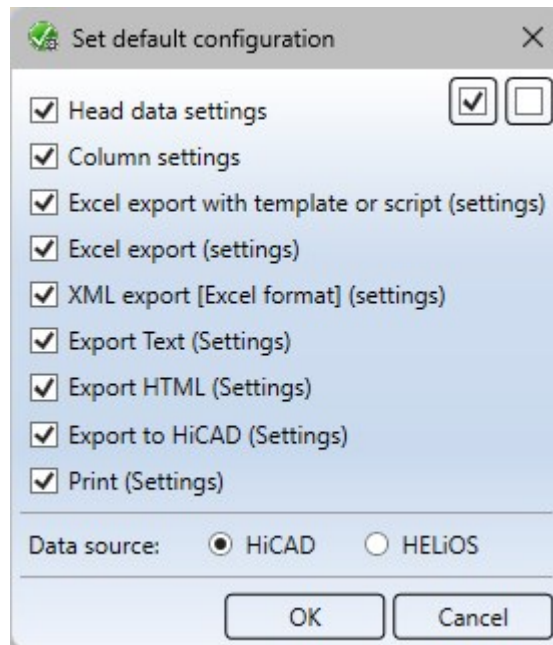 Set default configuration
Head data settings
Column settings
Excel export with template or script (settings)
Excel export (settings)
XML export [Excel format] (settings)
Export Text (Settings)
Export HTML (Settings)
Export to HiCAD (Settings)
Print (Settings)
Data source: HiCAD HELiOS
OK Cancel